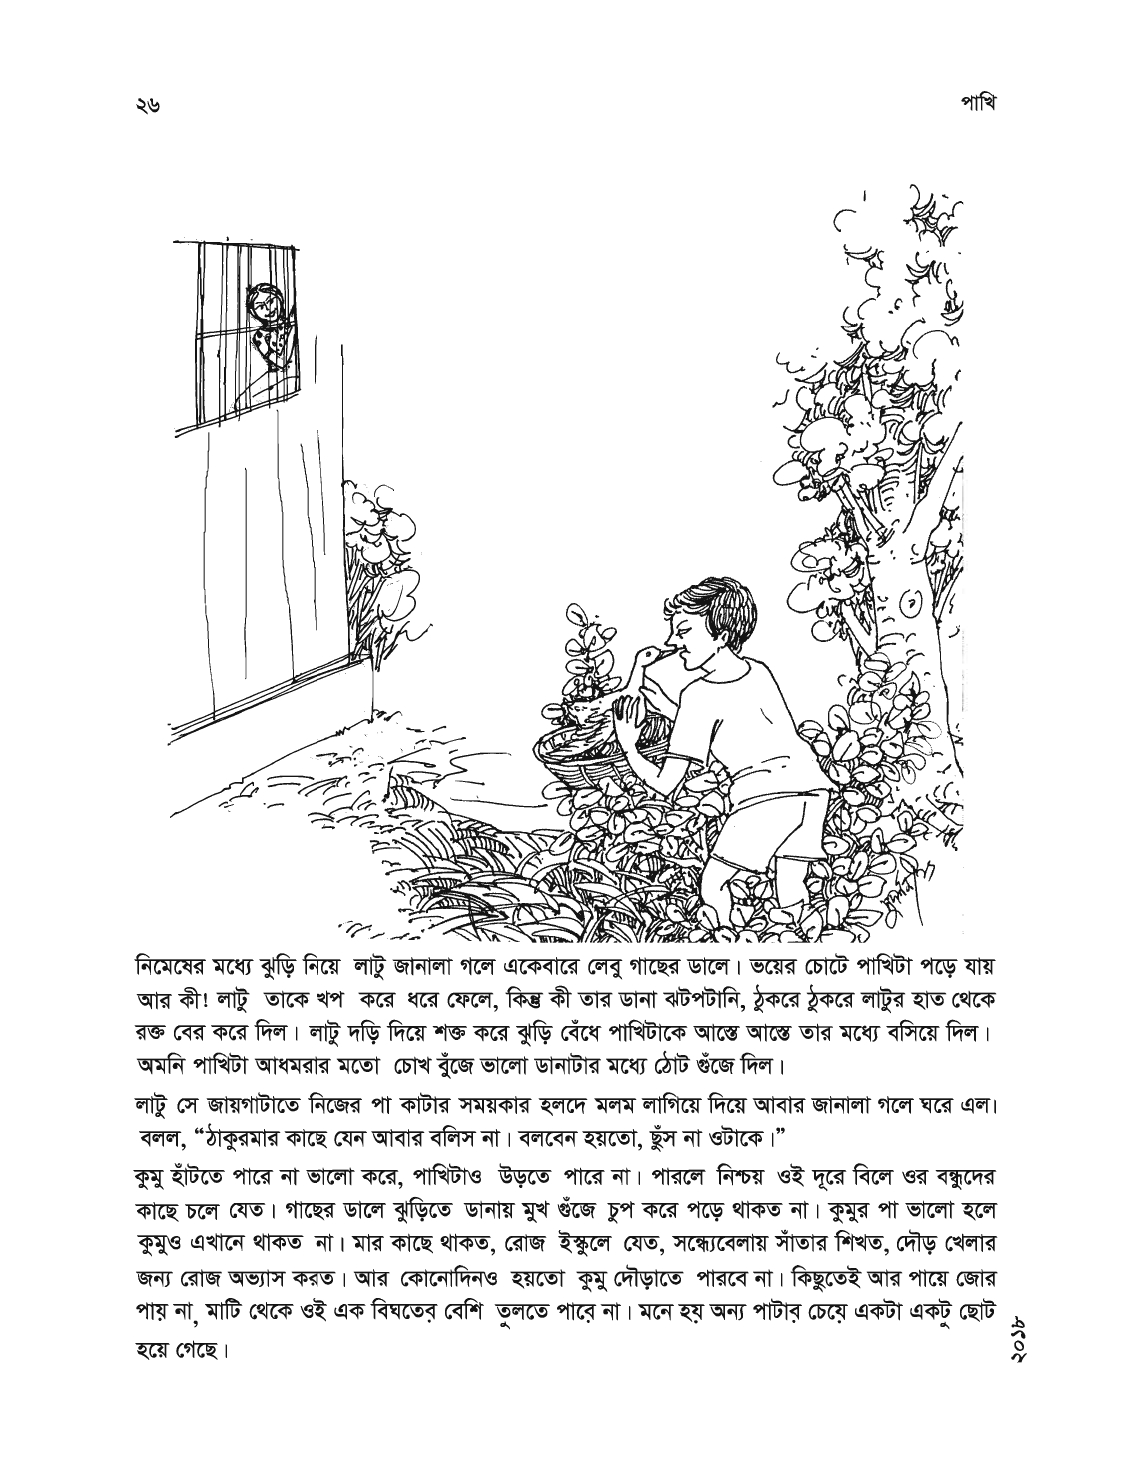 ২৬ পাখি
নিমেষের মধ্যে ঝুড়ি নিয়ে লাটু জানালা গলে একেবারে লেবু গাছের ডালে। ভয়ের চোটে পাখিটা পড়ে যায়
আর কী! লাটু তাকে খপ করে ধরে ফেলে, কিন্তু কী তার ডানা ঝটপটানি, ঠুকরে ঠুকরে লাটুর হাত থেকে
রক্ত বের করে দিল। লাটু দড়ি দিয়ে শক্ত করে ঝুড়ি বেঁধে পাখিটাকে আস্তে আস্তে তার মধ্যে বসিয়ে দিল।
অমনি পাখিটা আধমরার মতো চোখ বুঁজে ভালো ডানাটার মধ্যে ঠোট গুঁজে দিল।
লাটু সে জায়গাটাতে নিজের পা কাটার সময়কার হলদে মলম লাগিয়ে দিয়ে আবার জানালা গলে ঘরে এল।
বলল, “ঠাকুরমার কাছে যেন আবার বলিস না। বলবেন হয়তো, ছুঁস না ওটাকে।”
কুমু হাঁটতে পারে না ভালো করে, পাখিটাও উড়তে পারে না। পারলে নিশ্চয় ওই দূরে বিলে ওর বন্ধুদের
কাছে চলে যেত। গাছের ডালে ঝুড়িতে ডানায় মুখ গুঁজে চুপ করে পড়ে থাকত না। কুমুর পা ভালো হলে
কুমুও এখানে থাকত না। মার কাছে থাকত, রোজ ইস্কুলে যেত, সন্ধ্যেবেলায় সাঁতার শিখত, দৌড় খেলার
জন্য রোজ অভ্যাস করত। আর কোনোদিনও হয়তো কুমু দৌড়াতে পারবে না। কিছুতেই আর পায়ে জোর
পায় না, মাটি থেকে ওই এক বিঘতের বেশি তুলতে পারে না। মনে হয় অন্য পাটার চেয়ে একটা একটু ছোট
হয়ে গেছে।
২০১৮